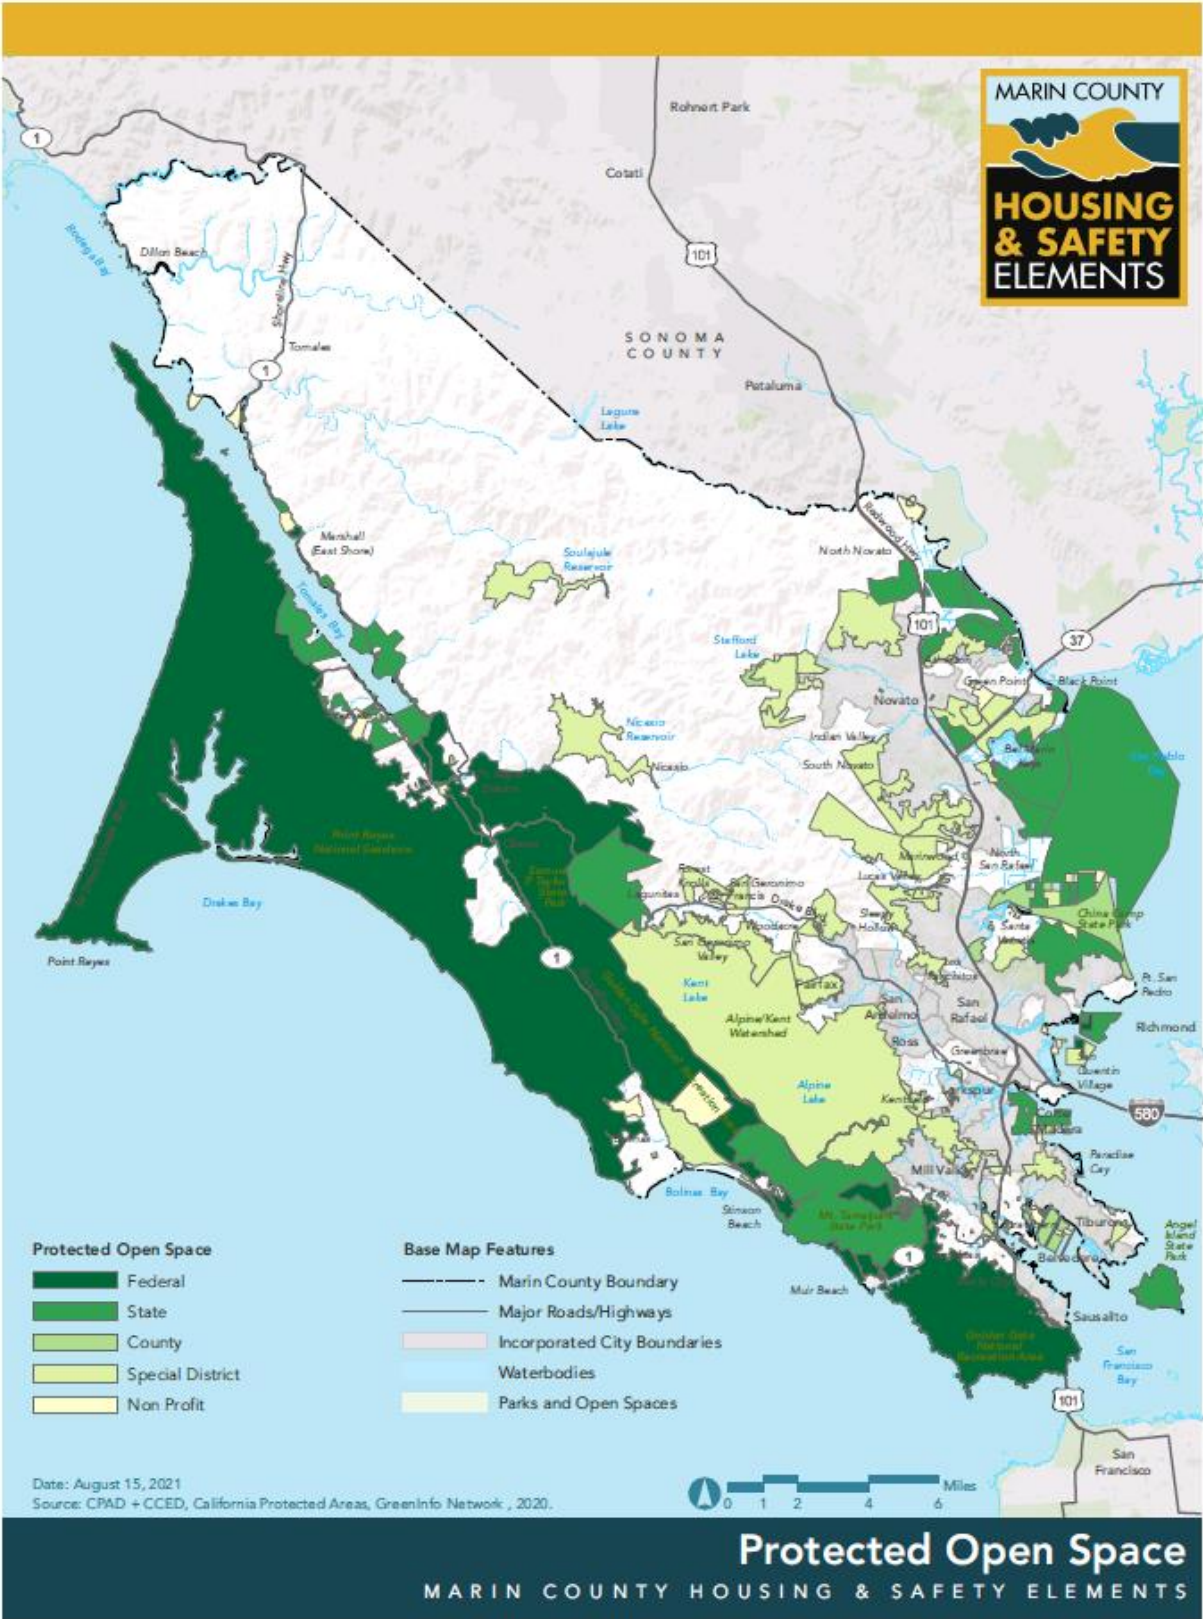 MARIN COUNTY
HOUSING
& SAFETY
ELEMENTS
Rohnert Park
1
Cotati
101
Bodega Bay
Dillon Beach
Shoreline Hwy
SONOMA
COUNTY
Tomales
1
Petaluma
Laguna
Lake
Redwood Hwy
Marshall
(East Shore)
North Novato
Soulajule
Reservoir
Tomales Bay
101
37
Stafford
Lake
Green Point
Black Point
Novato
Nicasio
Reservoir
Indian Valley
Bel Marin
South Novato
Nicasio
Point Reyes
National Seashore
Marinwood
North
San Rafael
Lucas Valley
Forest
Knolls
San Geronimo
Lagunitas
Francis Drake Blvd
Drakes Bay
Sleepy
Hollow
China Camp
State Park
Woodacre
Santa
Venetia
San Geronimo
Valley
Point Reyes
1
Kent
Lake
Fairfax
Pt. San
Pedro
San
Anselmo
San
Rafael
Alpine/Kent
Watershed
Richmond
Ross
Greenbrae
Quentin
Village
Alpine
Lake
580
Paradise
Cay
Mill Valley
Bolinas Bay
Stinson
Beach
Mt. Tamalpais
State Park
Tiburon
Angel
Island
State
Park
1
Belvedere
Muir Beach
Sausalito
Golden Gate
National
Recreation Area
San
Francisco
Bay
101
San
Francisco
Protected Open Space
Federal
State
County
Special District
Non Profit
Base Map Features
Marin County Boundary
Major Roads/Highways
Incorporated City Boundaries
Waterbodies
Parks and Open Spaces
Date: August 15, 2021
Source: CPAD + CCED, California Protected Areas, GreenInfo Network , 2020.
Miles
0 1 2 4 6
Protected Open Space
MARIN COUNTY HOUSING & SAFETY ELEMENTS